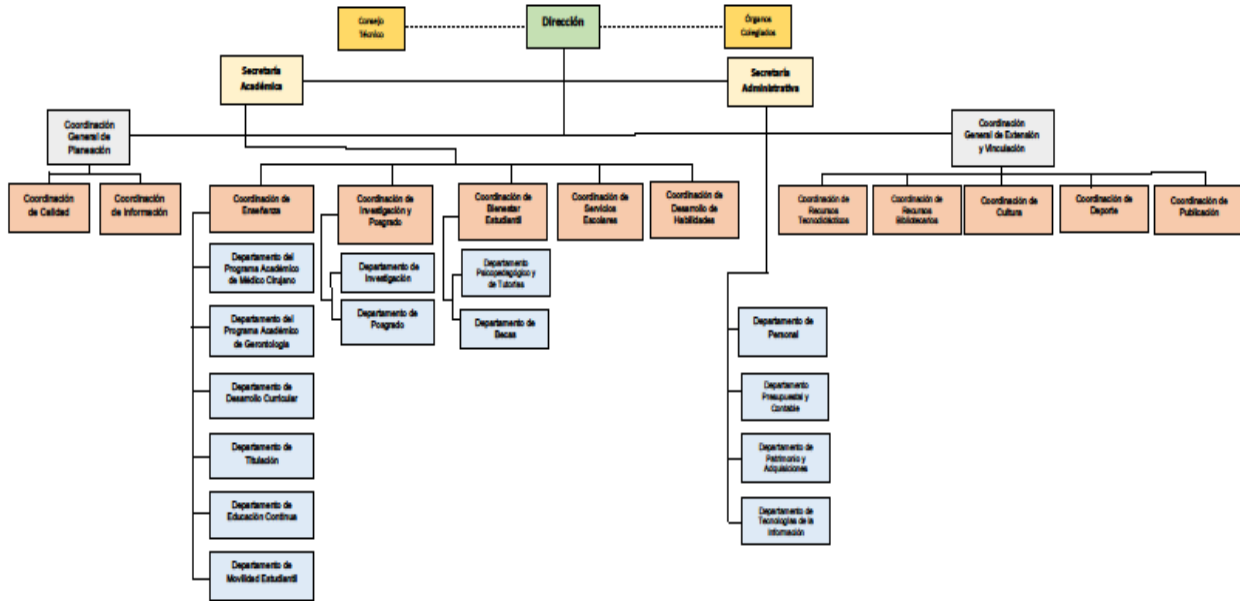 Consejo
Técnico
Dirección
Órganos
Colegiados
Secretaría
Académica
Secretaría
Administrativa
Coordinación
General de
Planeación
Coordinación
General de Extensión
y Vinculación
Coordinación
de Calidad
Coordinación
de Información
Coordinación de
Enseñanza
Coordinación de
Investigación y
Posgrado
Coordinación de
Bienestar
Estudiantil
Coordinación
de Servicios
Escolares
Coordinación de
Desarrollo de
Habilidades
Coordinación de
Recursos
Tecnodidácticos
Coordinación de
Recursos
Bibliotecarios
Coordinación de
Cultura
Coordinación de
Deporte
Coordinación de
Publicación
Departamento del
Programa Académico
de Médico Cirujano
Departamento del
Programa Académico
de Gerontología
Departamento de
Desarrollo Curricular
Departamento de
Titulación
Departamento de
Educación Continua
Departamento de
Movilidad Estudiantil
Departamento de
Investigación
Departamento de
Posgrado
Departamento
Psicopedagógico y
de Tutorías
Departamento de
Becas
Departamento de
Personal
Departamento
Presupuestal y
Contable
Departamento de
Patrimonio y
Adquisiciones
Departamento de
Tecnologías de la
Información